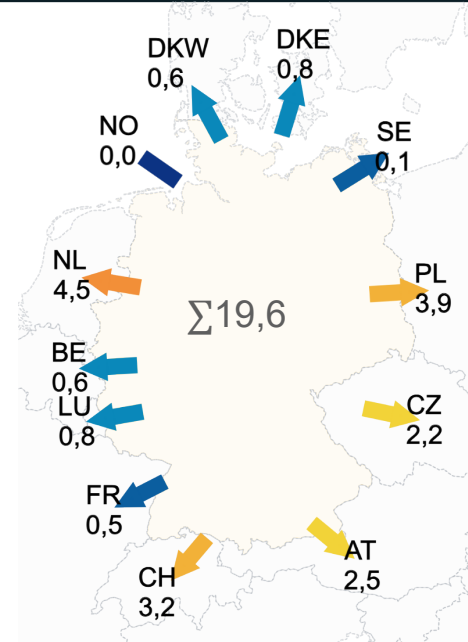 DKW
0,6
DKE
0,8
NO
0,0
SE
0,1
NL
4,5
∑19,6
PL
3,9
BE
0,6
LU
0,8
CZ
2,2
FR
0,5
AT
2,5
CH
3,2